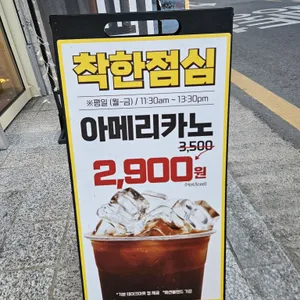 착한점심
※평일 (월~금) / 11:30am ~ 13:30pm
아메리카노
3,500
2,900원
(Hot/Iced)